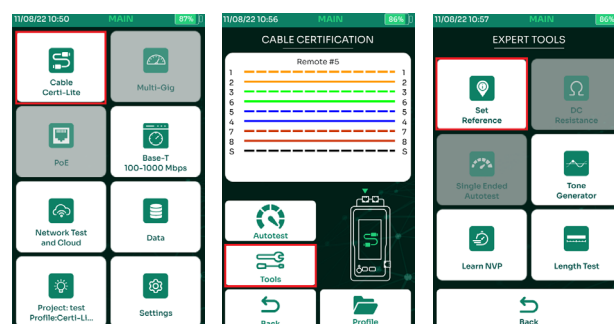 11/08/22 10:50 MAIN 87%
Cable
Certi-Lite
Multi-Gig
PoE
Base-T
100-1000 Mbps
Network Test
and Cloud
Data
Project: test
Profile:Certi-Li...
Settings
11/08/22 10:56 MAIN 86%
CABLE CERTIFICATION
Remote #5
1 1
2 2
3 3
6 6
5 5
4 4
7 7
8 8
S S
Autotest
Tools
Back
Profile
11/08/22 10:57 MAIN 86%
EXPERT TOOLS
Set
Reference
DC
Resistance
Single Ended
Autotest
Tone
Generator
Learn NVP
Length Test
Back